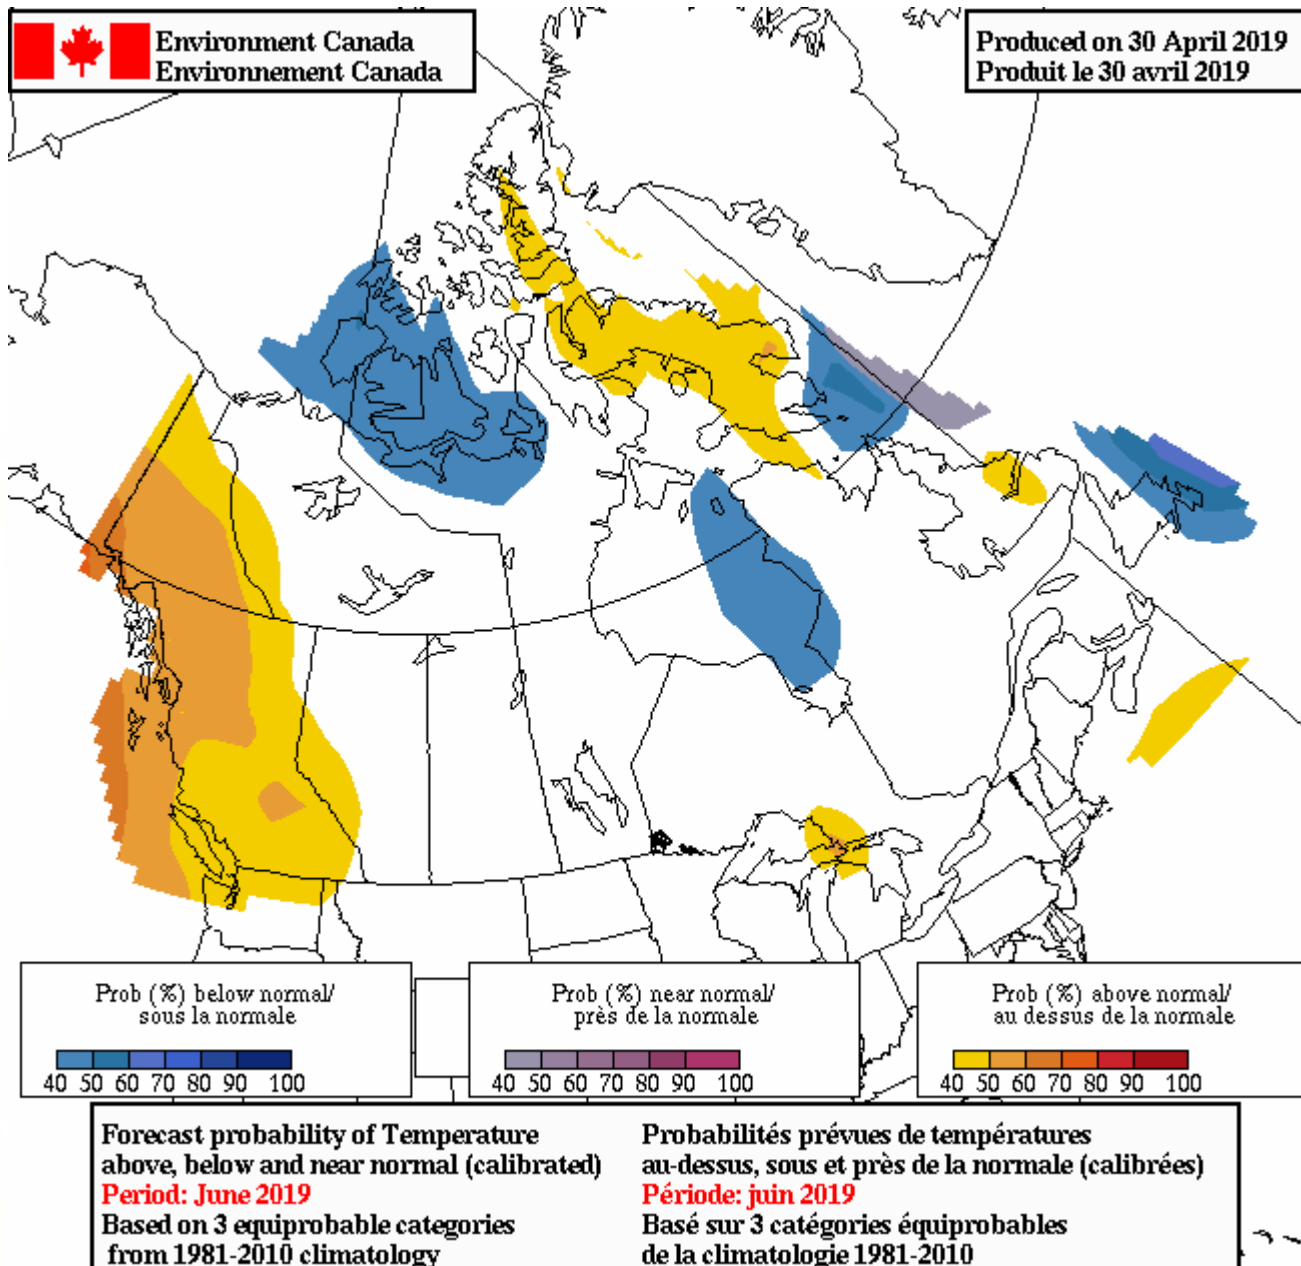 Environment Canada
Environnement Canada
Produced on 30 April 2019
Produit le 30 avril 2019
Prob (%) below normal/
sous la normale
40 50 60 70 80 90 100
Prob (%) near normal/
près de la normale
40 50 60 70 80 90 100
Prob (%) above normal/
au dessus de la normale
40 50 60 70 80 90 100
Forecast probability of Temperature
above, below and near normal (calibrated)
Period: June 2019
Based on 3 equiprobable categories
from 1981-2010 climatology
Probabilités prévues de températures
au-dessus, sous et près de la normale (calibrées)
Période: juin 2019
Basé sur 3 catégories équiprobables
de la climatologie 1981-2010